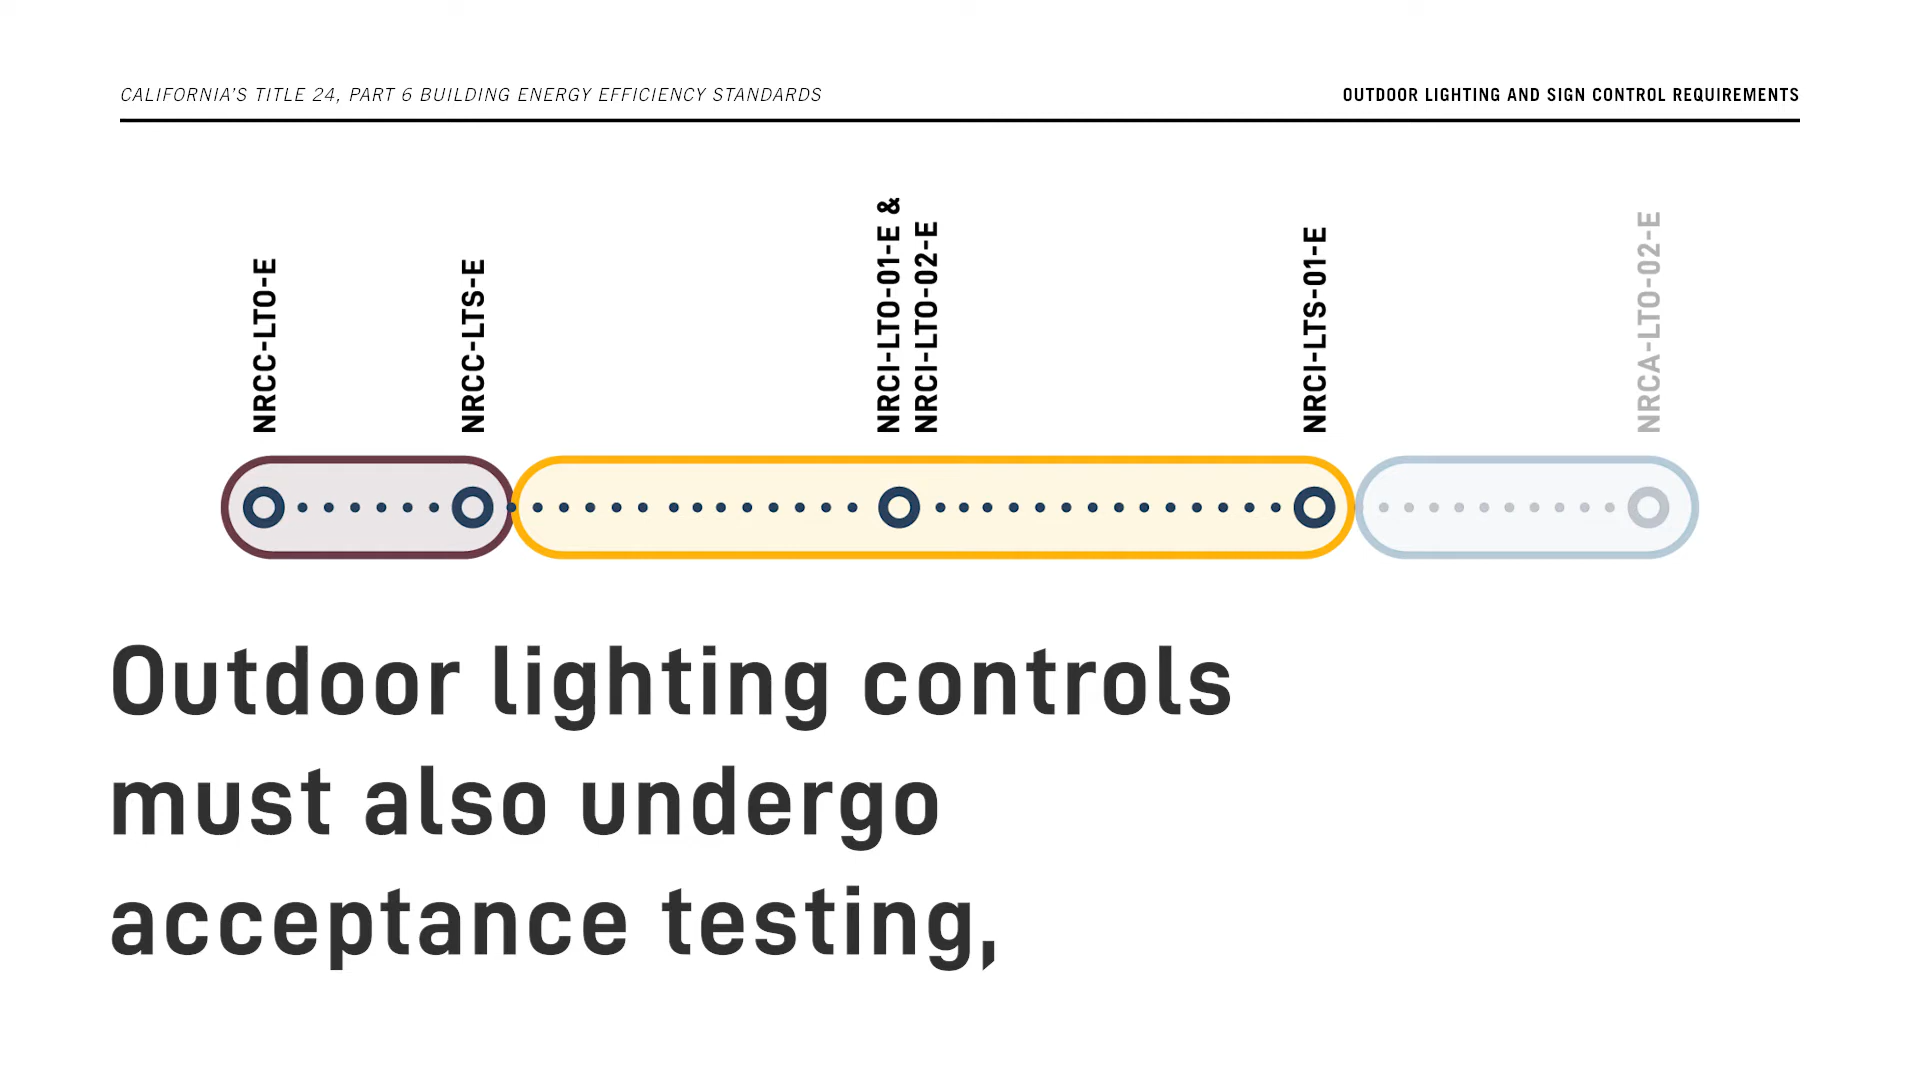 CALIFORNIA'S TITLE 24, PART 6 BUILDING ENERGY EFFICIENCY STANDARDS
OUTDOOR LIGHTING AND SIGN CONTROL REQUIREMENTS
NRCC-LTO-E
NRCC-LTS-E
NRCI-LTO-01-E &
NRCI-LTO-02-E
NRCI-LTS-01-E
NRCA-LTO-02-E
Outdoor lighting controls
must also undergo
acceptance testing,